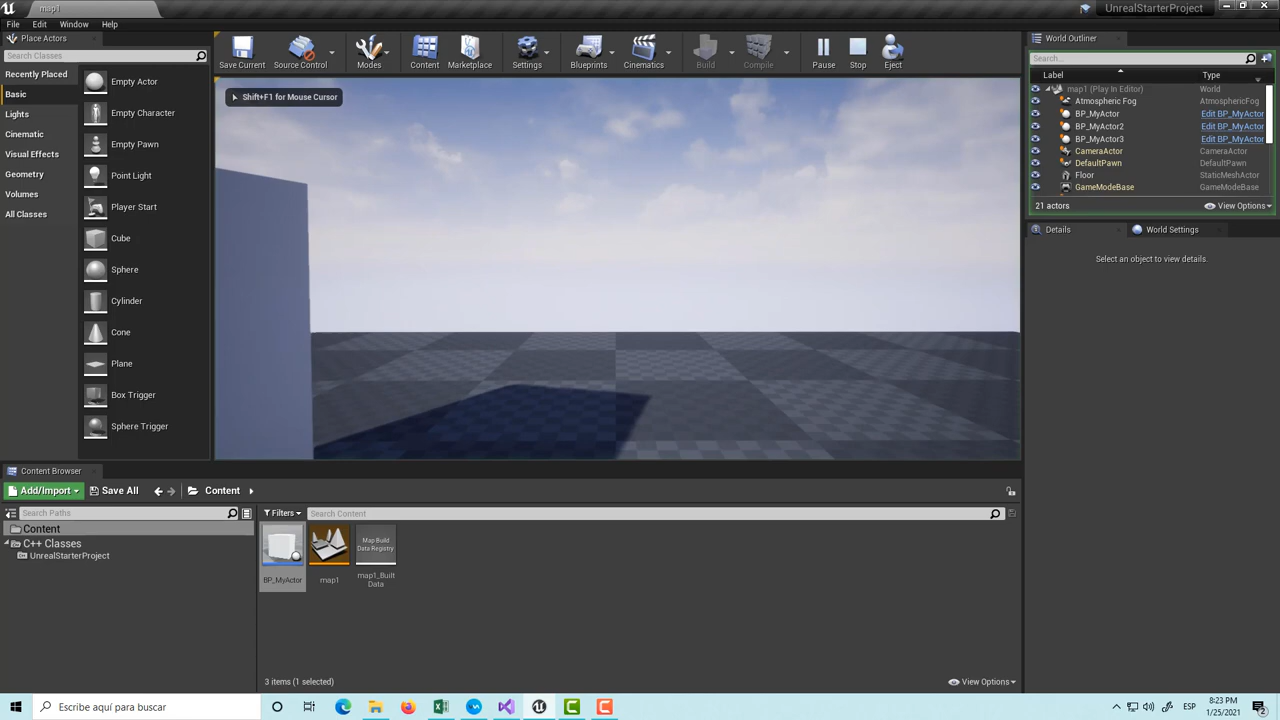 map1
UnrealStarterProject
File Edit Window Help
Place Actors
Search Classes
Recently Placed
Basic
Lights
Cinematic
Visual Effects
Geometry
Volumes
All Classes
Empty Actor
Empty Character
Empty Pawn
Point Light
Player Start
Cube
Sphere
Cylinder
Cone
Plane
Box Trigger
Sphere Trigger
Save Current
Source Control
Modes
Content
Marketplace
Settings
Blueprints
Cinematics
Build
Compile
Pause
Stop
Eject
Shift+F1 for Mouse Cursor
World Outliner
Search...
Label Type
map1 (Play In Editor) World
Atmospheric Fog AtmosphericFog
BP_MyActor Edit BP_MyActor
BP_MyActor2 Edit BP_MyActor
BP_MyActor3 Edit BP_MyActor
CameraActor CameraActor
DefaultPawn DefaultPawn
Floor StaticMeshActor
GameModeBase GameModeBase
21 actors View Options
Details World Settings
Select an object to view details.
Content Browser
Add/Import Save All Content
Search Paths
Filters Search Content
Content
C++ Classes
UnrealStarterProject
BP_MyActor
map1
Map Build
Data Registry
map1_Built
Data
3 items (1 selected) View Options
Escribe aquí para buscar
ESP
8:23 PM
1/25/2021
2